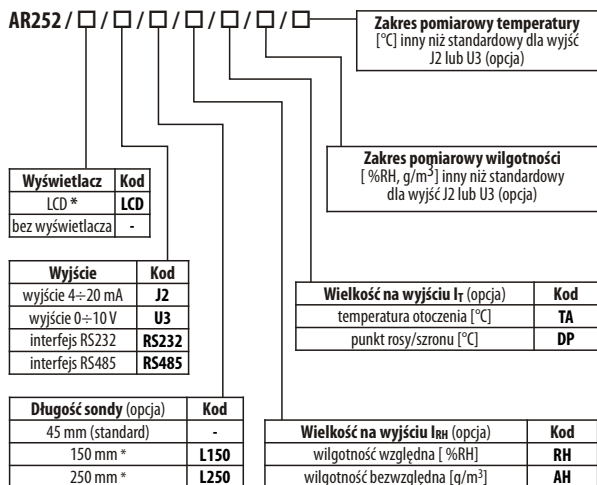 AR252 / □ / □ / □ / □ / □ / □ / □
Zakres pomiarowy temperatury
[°C] inny niż standardowy dla wyjść
J2 lub U3 (opcja)
Zakres pomiarowy wilgotności
[ %RH, g/m³] inny niż standardowy
dla wyjść J2 lub U3 (opcja)
Wyświetlacz Kod
LCD * LCD
bez wyświetlacza -
Wyjście Kod
wyjście 4÷20 mA J2
wyjście 0÷10 V U3
interfejs RS232 RS232
interfejs RS485 RS485
Wielkość na wyjściu IT (opcja) Kod
temperatura otoczenia [°C] TA
punkt rosy/szronu [°C] DP
Długość sondy (opcja) Kod
45 mm (standard) -
150 mm * L150
250 mm * L250
Wielkość na wyjściu IRH (opcja) Kod
wilgotność względna [ %RH] RH
wilgotność bezwzględna [g/m³] AH